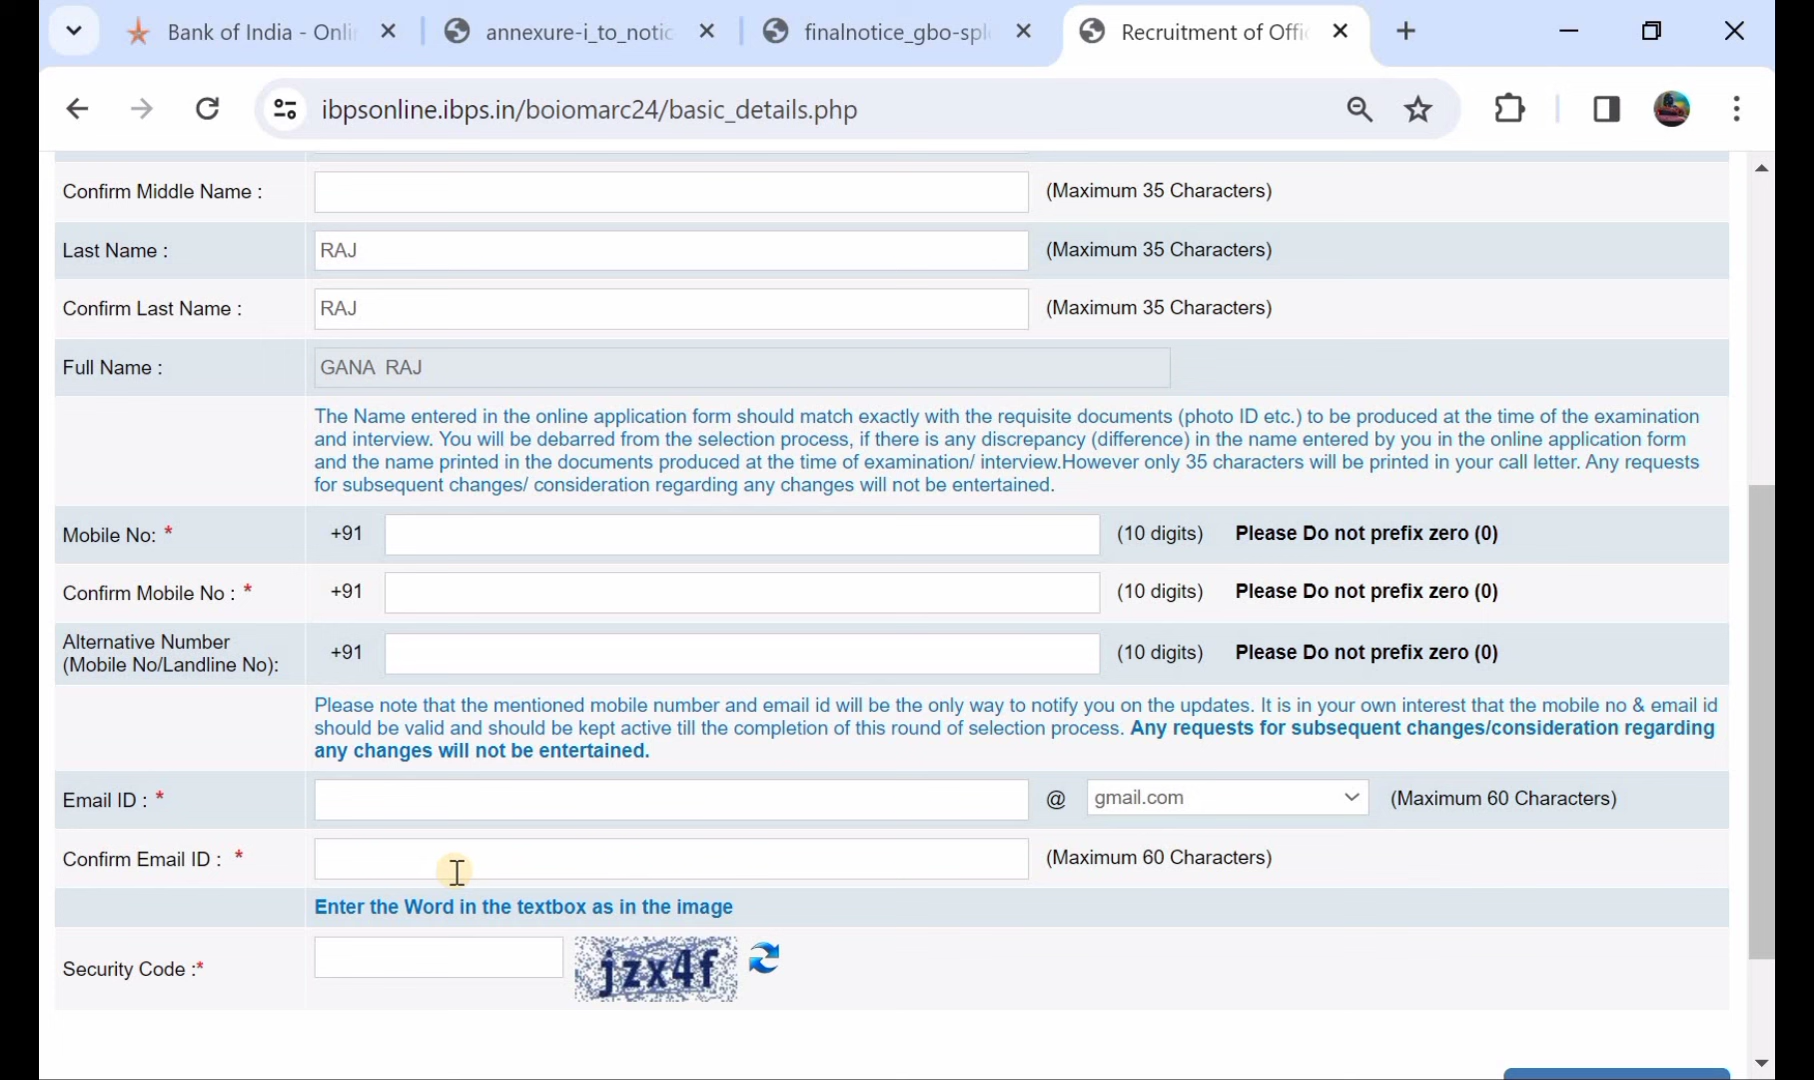 Bank of India - Onli
annexure-i_to_notic
finalnotice_gbo-spl
Recruitment of Offi
ibpsonline.ibps.in/boiomarc24/basic_details.php
Confirm Middle Name : (Maximum 35 Characters)
Last Name : RAJ (Maximum 35 Characters)
Confirm Last Name : RAJ (Maximum 35 Characters)
Full Name : GANA RAJ
The Name entered in the online application form should match exactly with the requisite documents (photo ID etc.) to be produced at the time of the examination
and interview. You will be debarred from the selection process, if there is any discrepancy (difference) in the name entered by you in the online application form
and the name printed in the documents produced at the time of examination/ interview.However only 35 characters will be printed in your call letter. Any requests
for subsequent changes/ consideration regarding any changes will not be entertained.
Mobile No: * +91 (10 digits) Please Do not prefix zero (0)
Confirm Mobile No : * +91 (10 digits) Please Do not prefix zero (0)
Alternative Number
(Mobile No/Landline No): +91 (10 digits) Please Do not prefix zero (0)
Please note that the mentioned mobile number and email id will be the only way to notify you on the updates. It is in your own interest that the mobile no & email id
should be valid and should be kept active till the completion of this round of selection process. Any requests for subsequent changes/consideration regarding
any changes will not be entertained.
Email ID : * @ gmail.com (Maximum 60 Characters)
Confirm Email ID : * (Maximum 60 Characters)
Enter the Word in the textbox as in the image
Security Code :* jzx4f